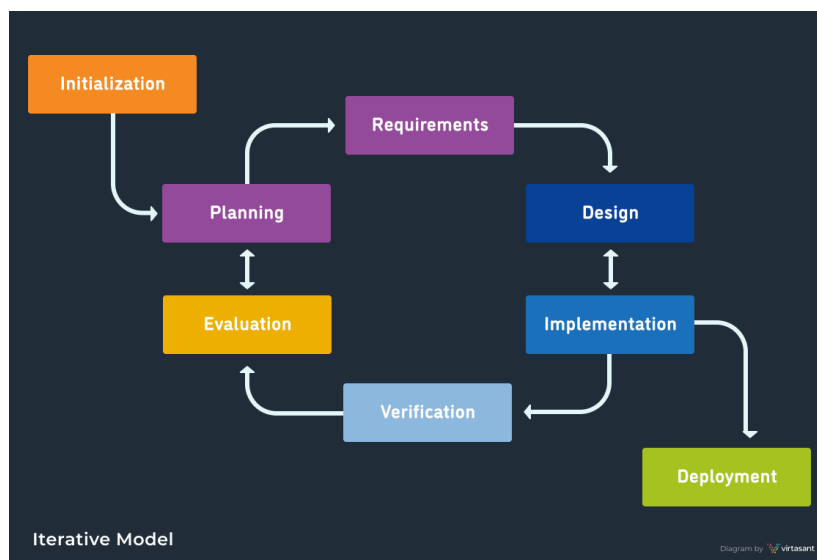 Initialization
Requirements
Planning
Design
Evaluation
Implementation
Verification
Deployment
Iterative Model
Diagram by virtasant